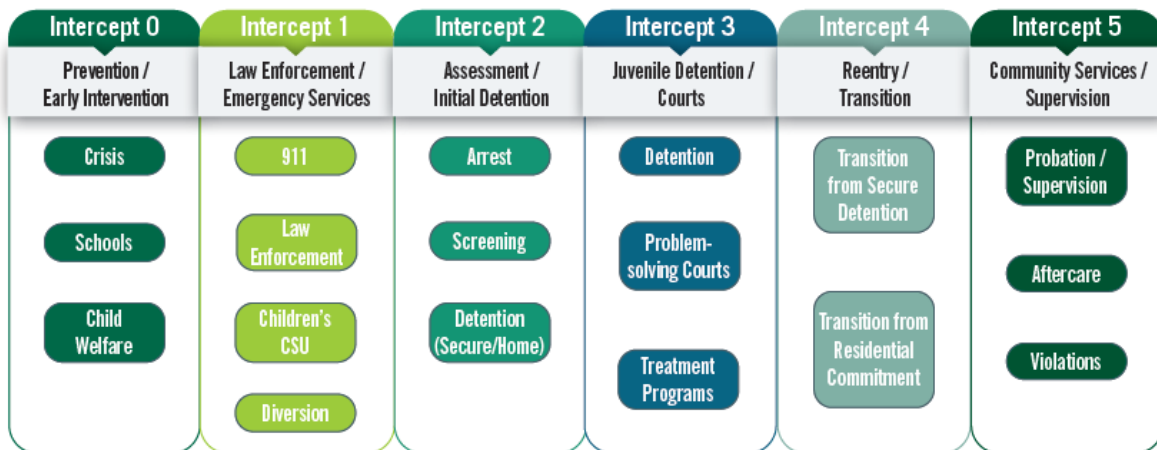 Intercept 0
Prevention /
Early Intervention
Crisis
Schools
Child
Welfare
Intercept 1
Law Enforcement /
Emergency Services
911
Law
Enforcement
Children's
CSU
Diversion
Intercept 2
Assessment /
Initial Detention
Arrest
Screening
Detention
(Secure/Home)
Intercept 3
Juvenile Detention /
Courts
Detention
Problem-
solving Courts
Treatment
Programs
Intercept 4
Reentry /
Transition
Transition
from Secure
Detention
Transition from
Residential
Commitment
Intercept 5
Community Services /
Supervision
Probation /
Supervision
Aftercare
Violations